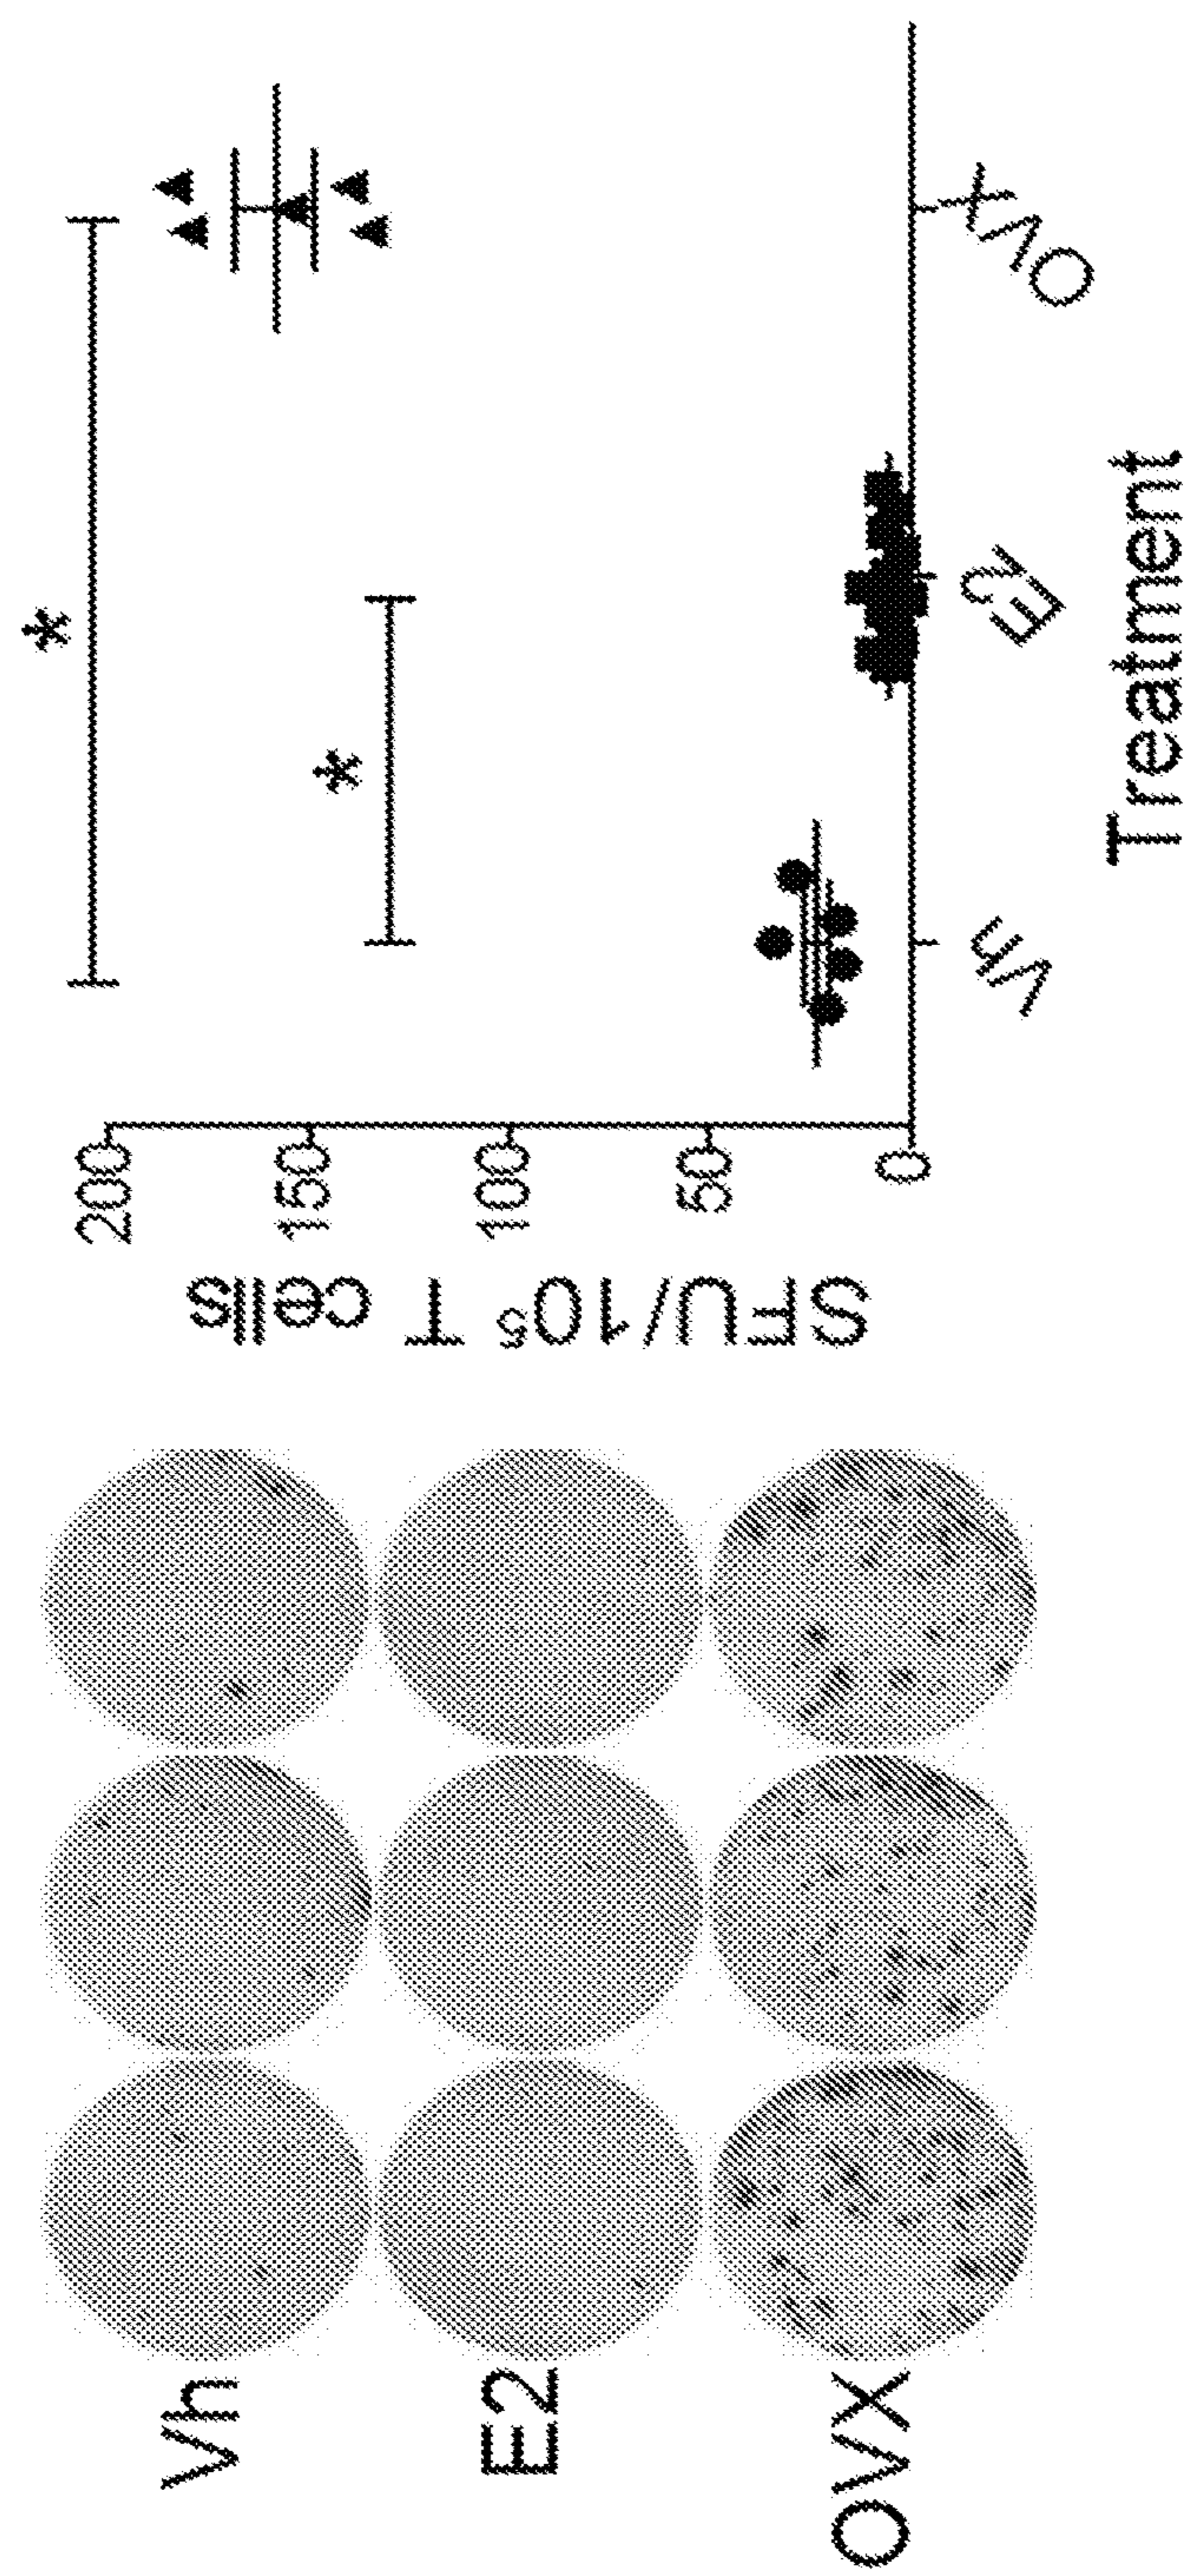 Vh
E2
OVX
SFU/10⁵ T cells
200
150
100
50
0
*
*
Vh
E2
OVX
Treatment